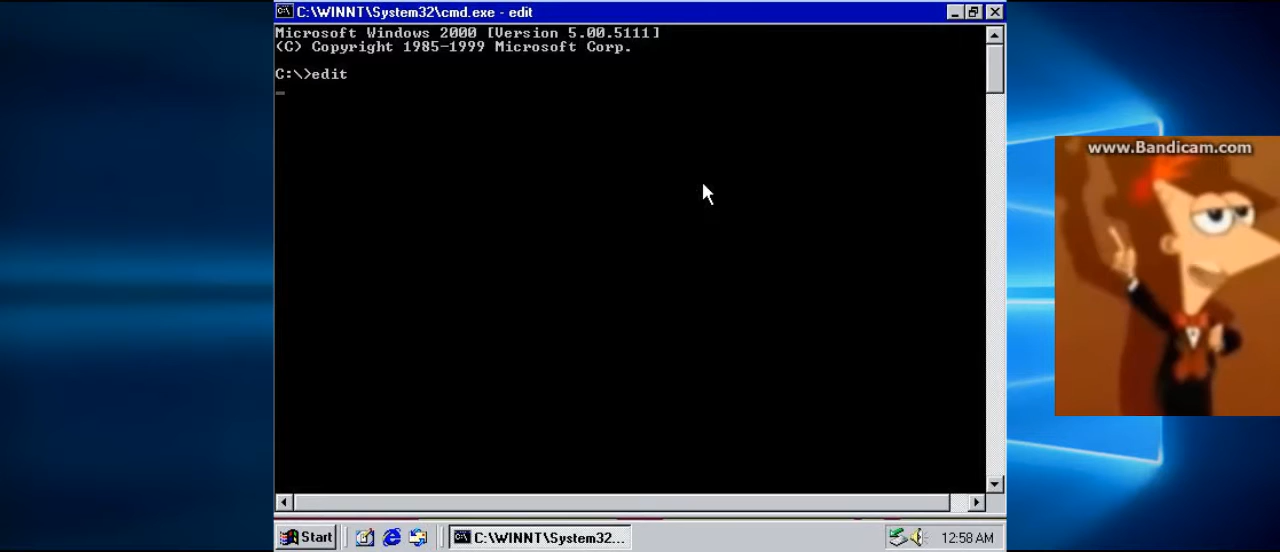 C:\WINNT\System32\cmd.exe - edit
Microsoft Windows 2000 [Version 5.00.5111]
(C) Copyright 1985-1999 Microsoft Corp.
C:\>edit
www.Bandicam.com
Start
C:\WINNT\System32...
12:58 AM